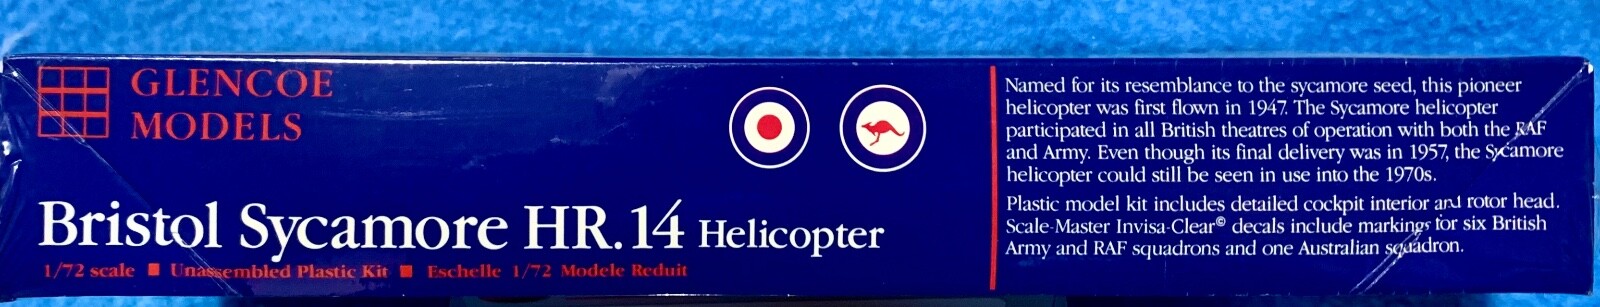 GLENCOE
MODELS
Bristol Sycamore HR.14 Helicopter
1/72 scale ■ Unassembled Plastic Kit ■ Eschelle 1/72 Modele Reduit
Named for its resemblance to the sycamore seed, this pioneer
helicopter was first flown in 1947. The Sycamore helicopter
participated in all British theatres of operation with both the RAF
and Army. Even though its final delivery was in 1957, the Sycamore
helicopter could still be seen in use into the 1970s.
Plastic model kit includes detailed cockpit interior and rotor head.
Scale-Master Invisa-Clear© decals include markings for six British
Army and RAF squadrons and one Australian squadron.